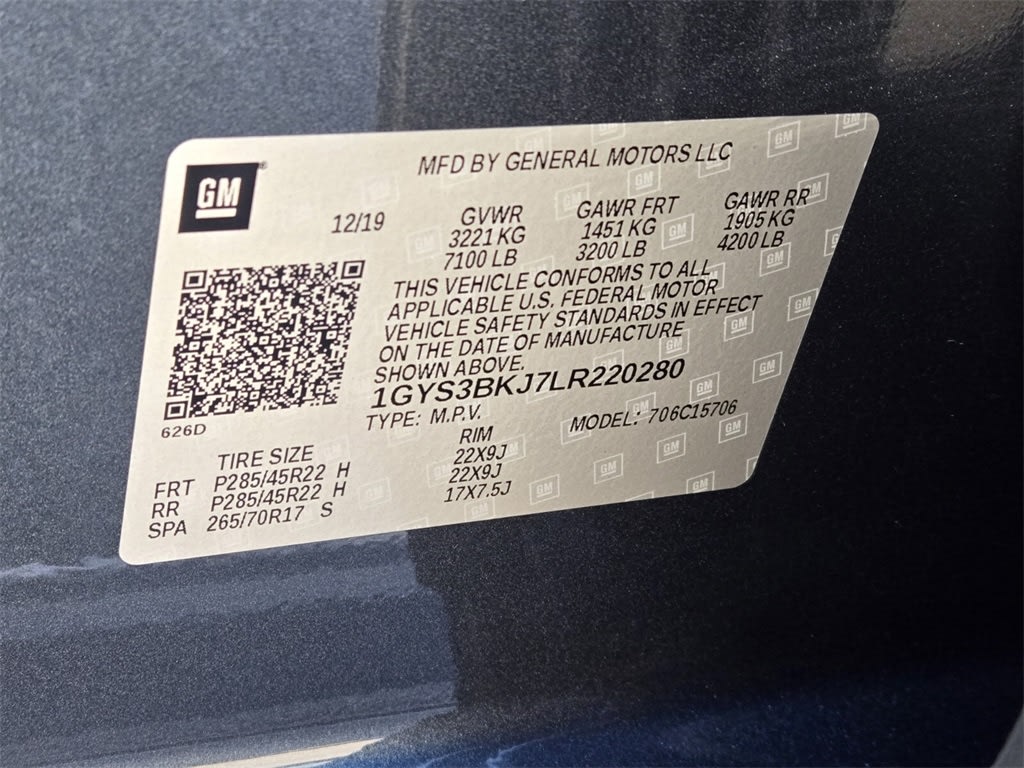 GM
MFD BY GENERAL MOTORS LLC
12/19
GVWR
3221 KG
7100 LB
GAWR FRT
1451 KG
3200 LB
GAWR RR
1905 KG
4200 LB
THIS VEHICLE CONFORMS TO ALL
APPLICABLE U.S. FEDERAL MOTOR
VEHICLE SAFETY STANDARDS IN EFFECT
ON THE DATE OF MANUFACTURE
SHOWN ABOVE.
1GYS3BKJ7LR220280
TYPE: M.P.V. MODEL: 706C15706
626D
TIRE SIZE RIM
FRT P285/45R22 H 22X9J
RR P285/45R22 H 22X9J
SPA 265/70R17 S 17X7.5J